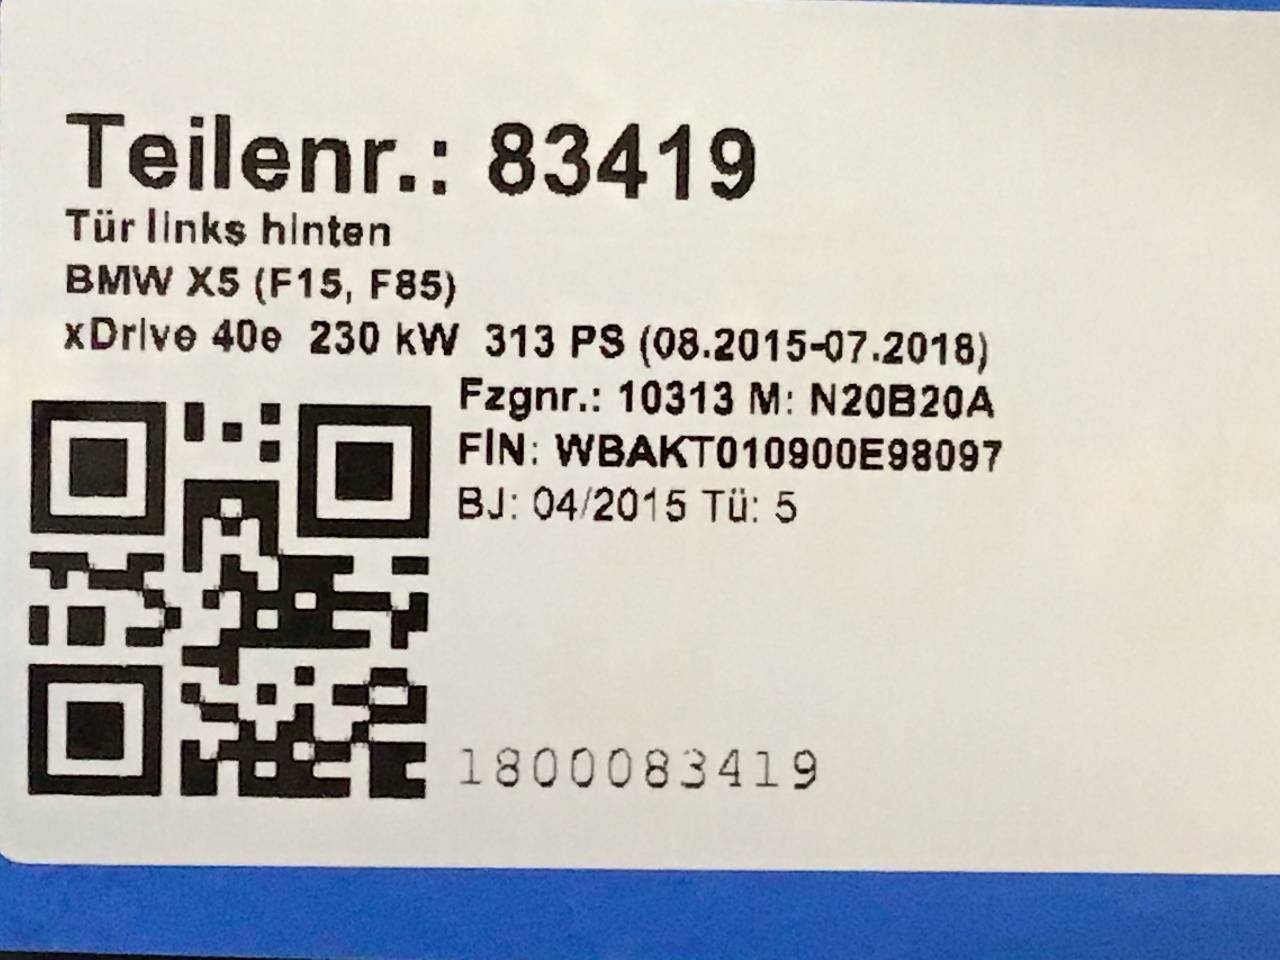 Teilenr.: 83419
Tür links hinten
BMW X5 (F15, F85)
xDrive 40e 230 kW 313 PS (08.2015-07.2018)
Fzgnr.: 10313 M: N20B20A
FIN: WBAKT010900E98097
BJ: 04/2015 Tü: 5
1800083419